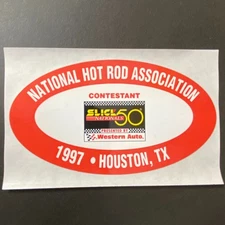 NATIONAL HOT ROD ASSOCIATION
CONTESTANT
SLICK 50
NATIONALS
PRESENTED BY
Western Auto.
1997 • HOUSTON, TX